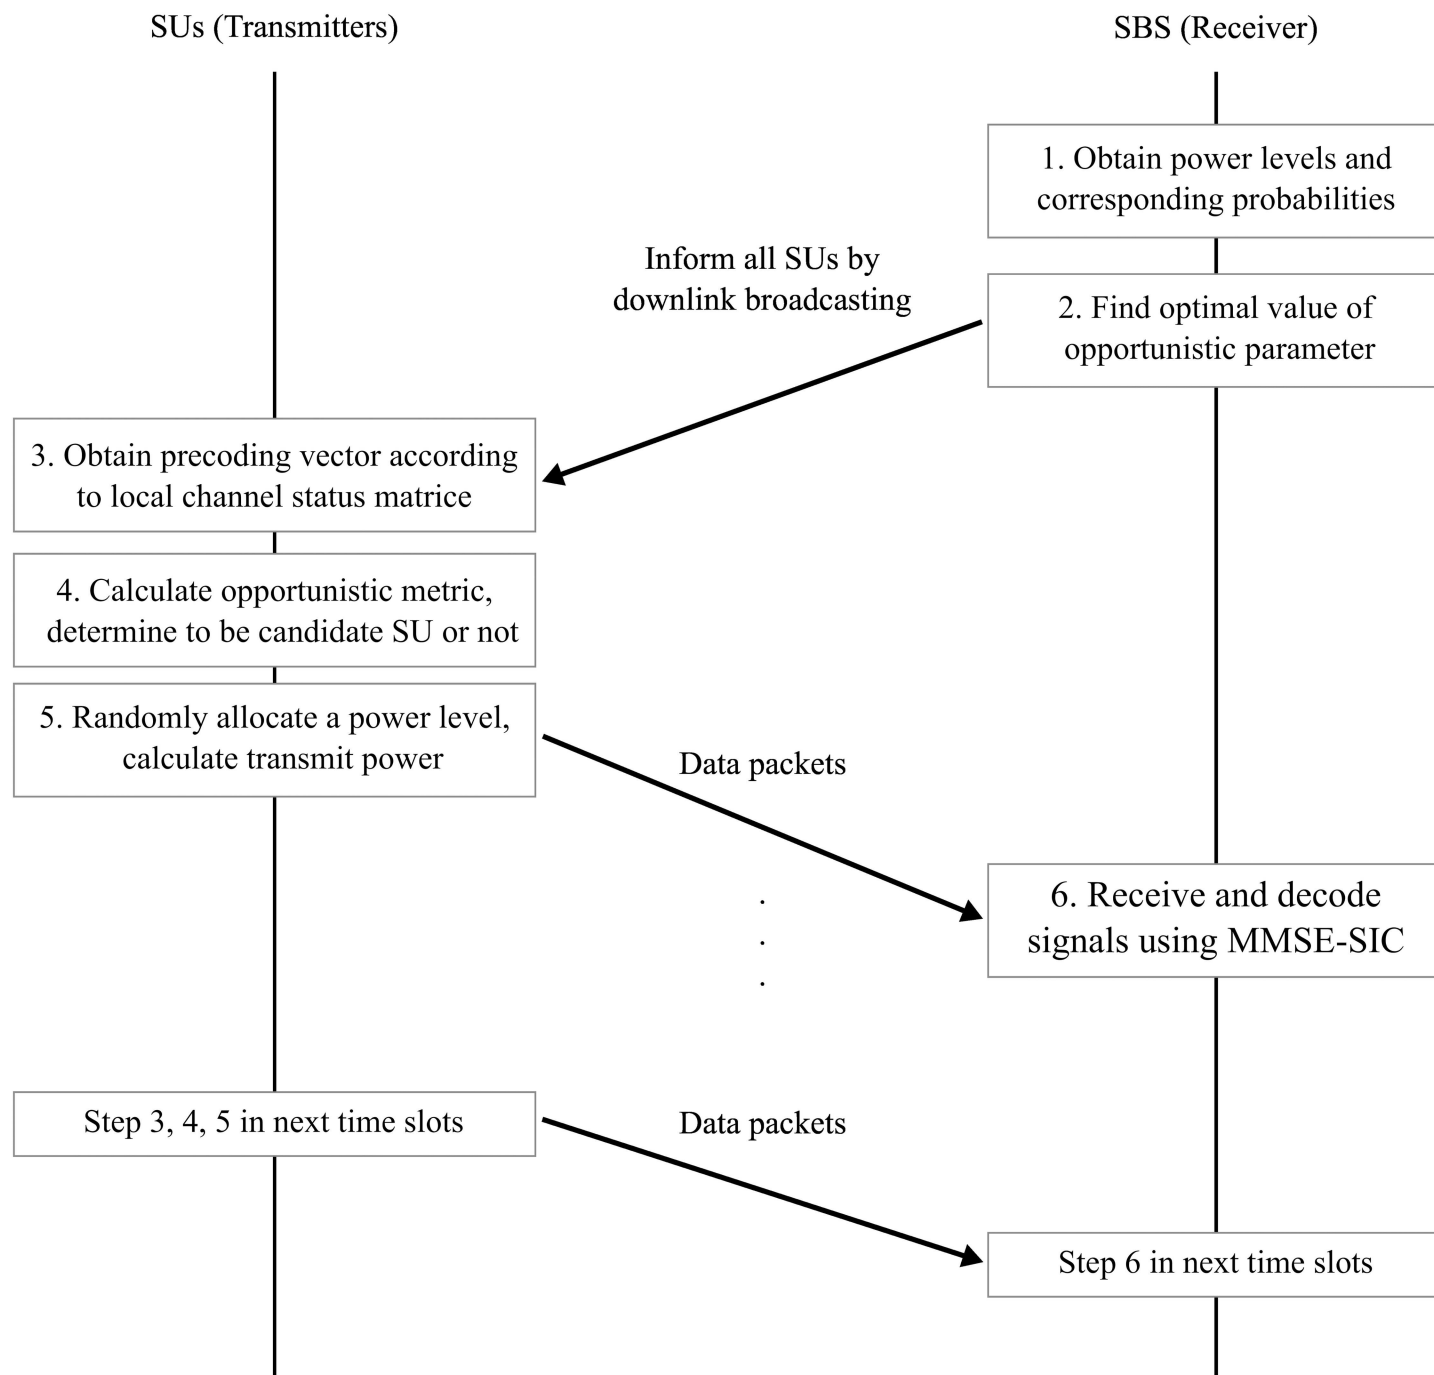 SUs (Transmitters)
SBS (Receiver)
1. Obtain power levels and
corresponding probabilities
Inform all SUs by
downlink broadcasting
2. Find optimal value of
opportunistic parameter
3. Obtain precoding vector according
to local channel status matrice
4. Calculate opportunistic metric,
determine to be candidate SU or not
5. Randomly allocate a power level,
calculate transmit power
Data packets
.
.
.
6. Receive and decode
signals using MMSE-SIC
Step 3, 4, 5 in next time slots
Data packets
Step 6 in next time slots